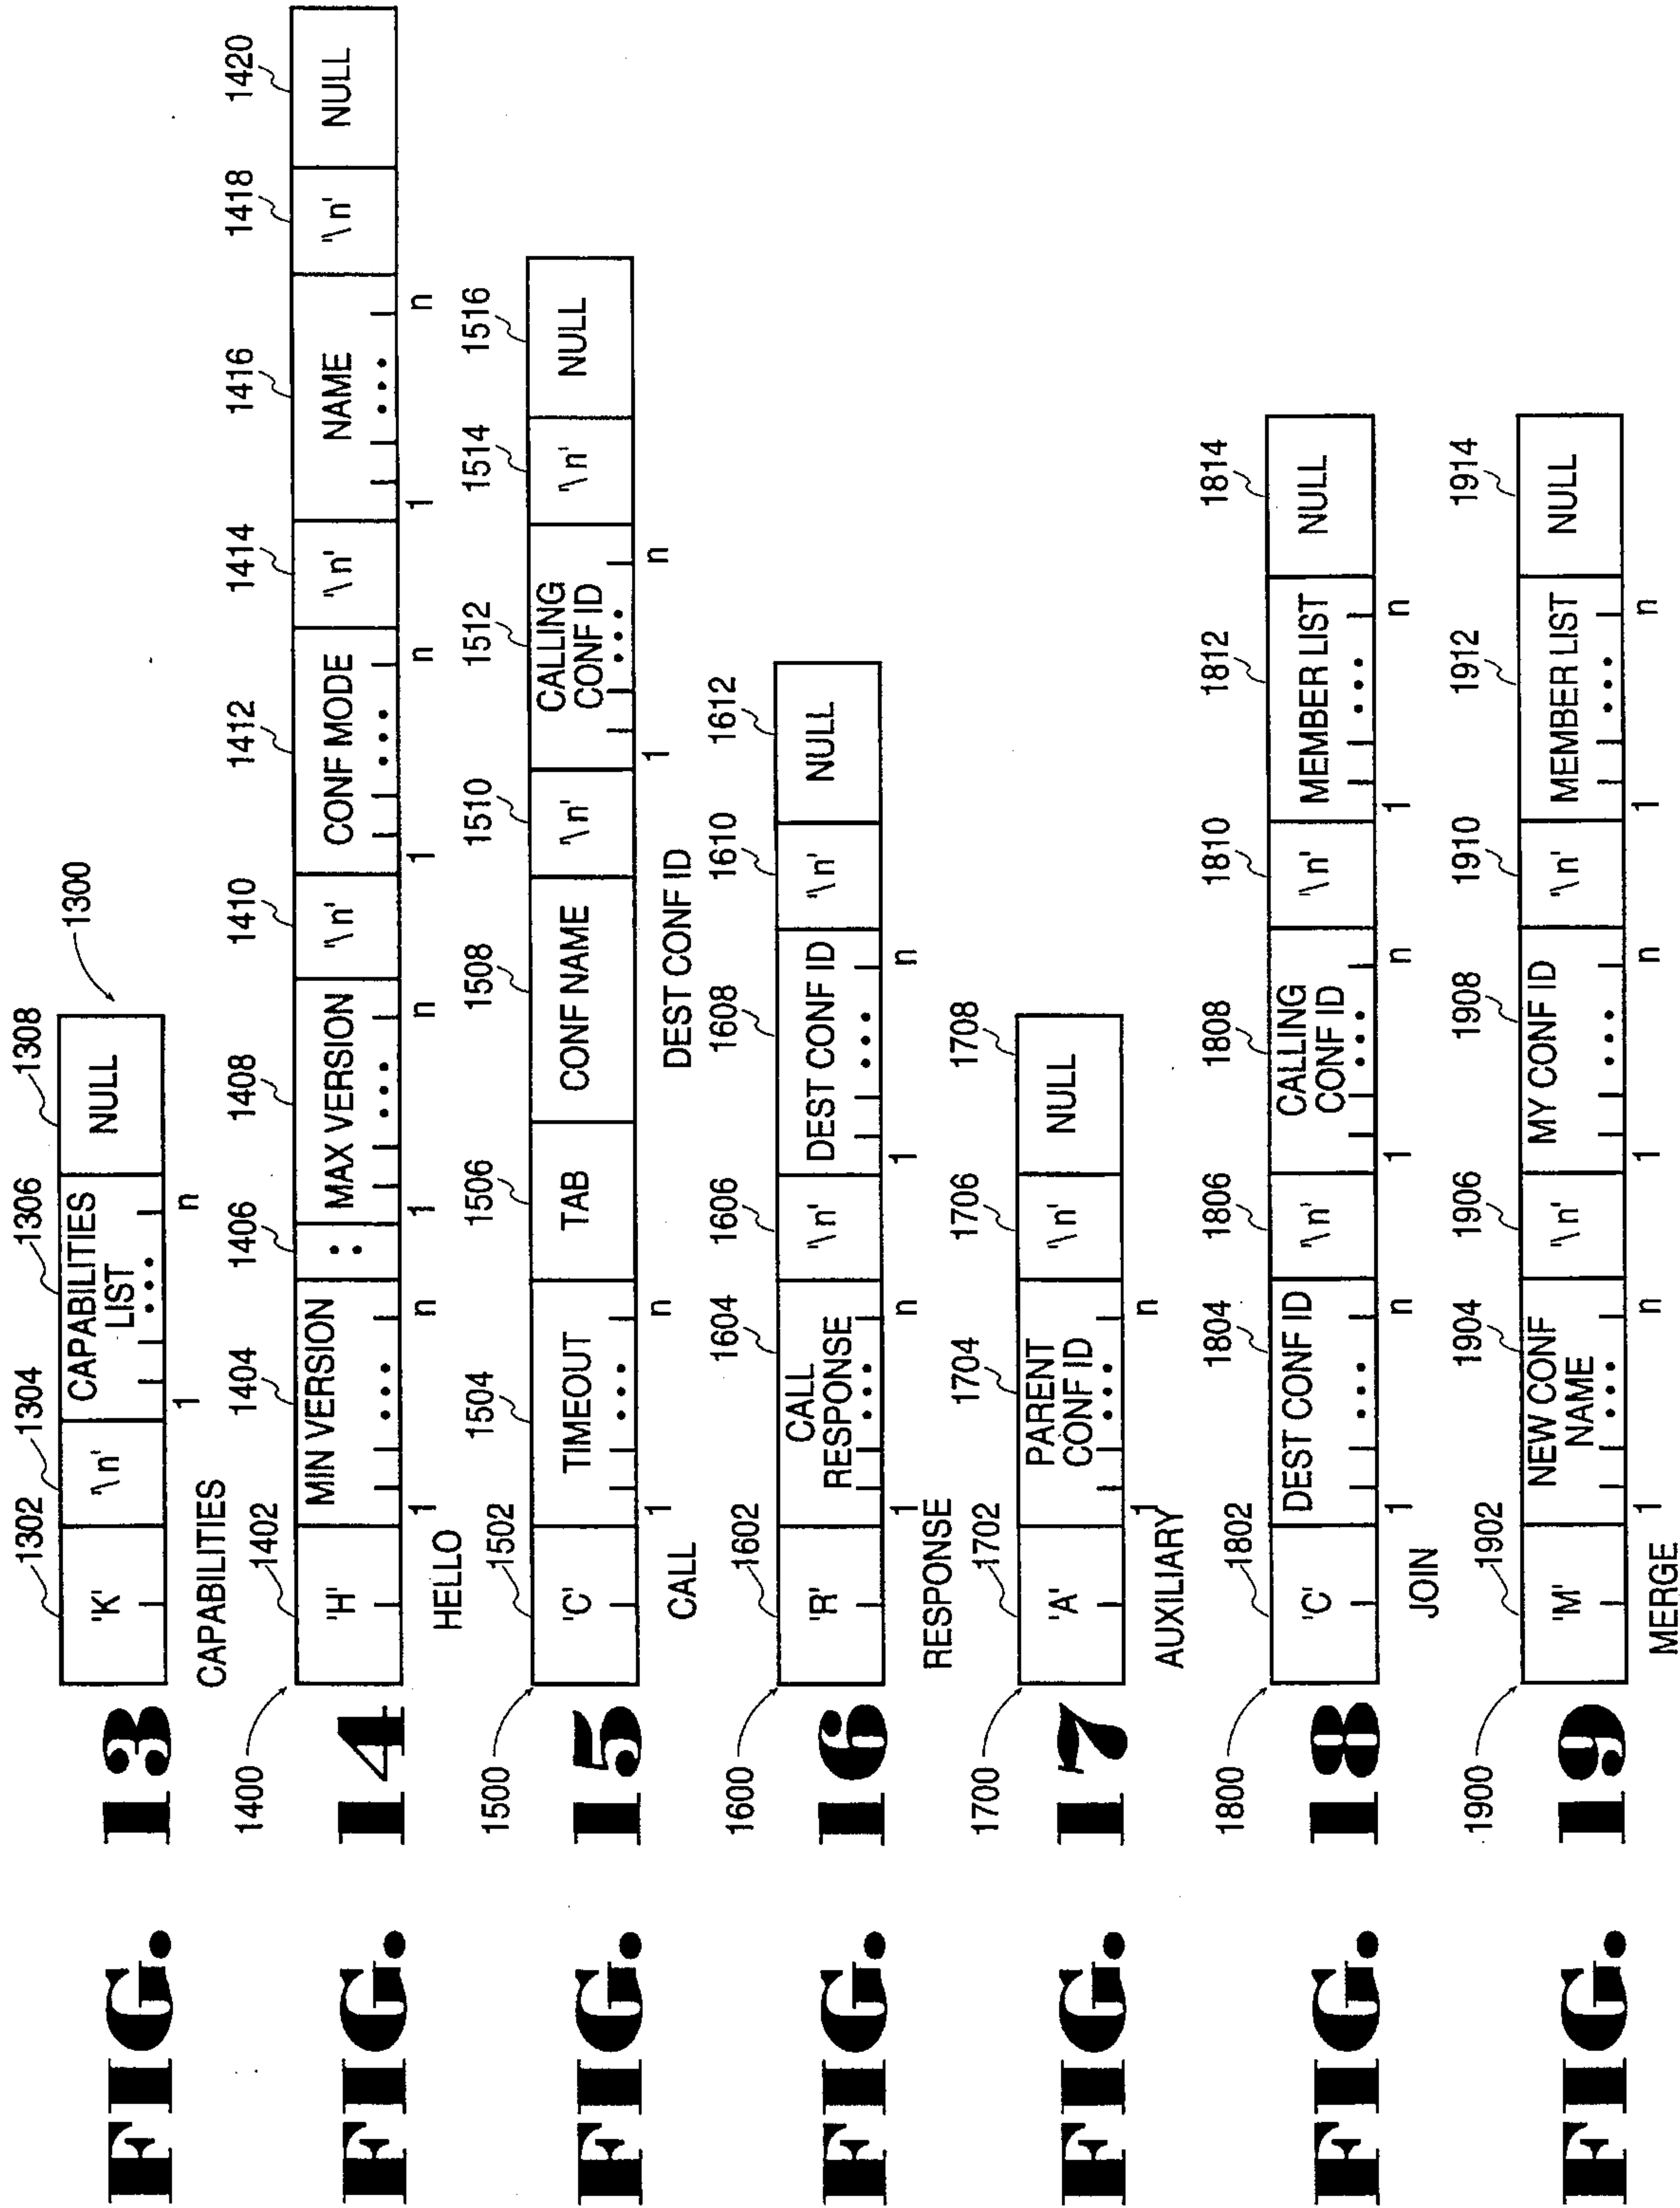 FIG. 13
1300
1302 1304 1306 1308
'K' '\n' CAPABILITIES LIST NULL
1 n
CAPABILITIES
FIG. 14
1400
1402 1404 1406 1408 1410 1412 1414 1416 1418 1420
'H' MIN VERSION : MAX VERSION '\n' CONF MODE '\n' NAME '\n' NULL
1 n 1 n 1 n 1 n
HELLO
FIG. 15
1500
1502 1504 1506 1508 1510 1512 1514 1516
'C' TIMEOUT TAB CONF NAME '\n' CALLING CONF ID '\n' NULL
1 n 1 n
CALL DEST CONF ID
FIG. 16
1600
1602 1604 1606 1608 1610 1612
'R' CALL RESPONSE '\n' DEST CONF ID '\n' NULL
1 n 1 n
RESPONSE
FIG. 17
1700
1702 1704 1706 1708
'A' PARENT CONF ID '\n' NULL
1 n
AUXILIARY
FIG. 18
1800
1802 1804 1806 1808 1810 1812 1814
'C' DEST CONF ID '\n' CALLING CONF ID '\n' MEMBER LIST NULL
1 n 1 n 1 n
JOIN
FIG. 19
1900
1902 1904 1906 1908 1910 1912 1914
'M' NEW CONF NAME '\n' MY CONF ID '\n' MEMBER LIST NULL
1 n 1 n 1 n
MERGE